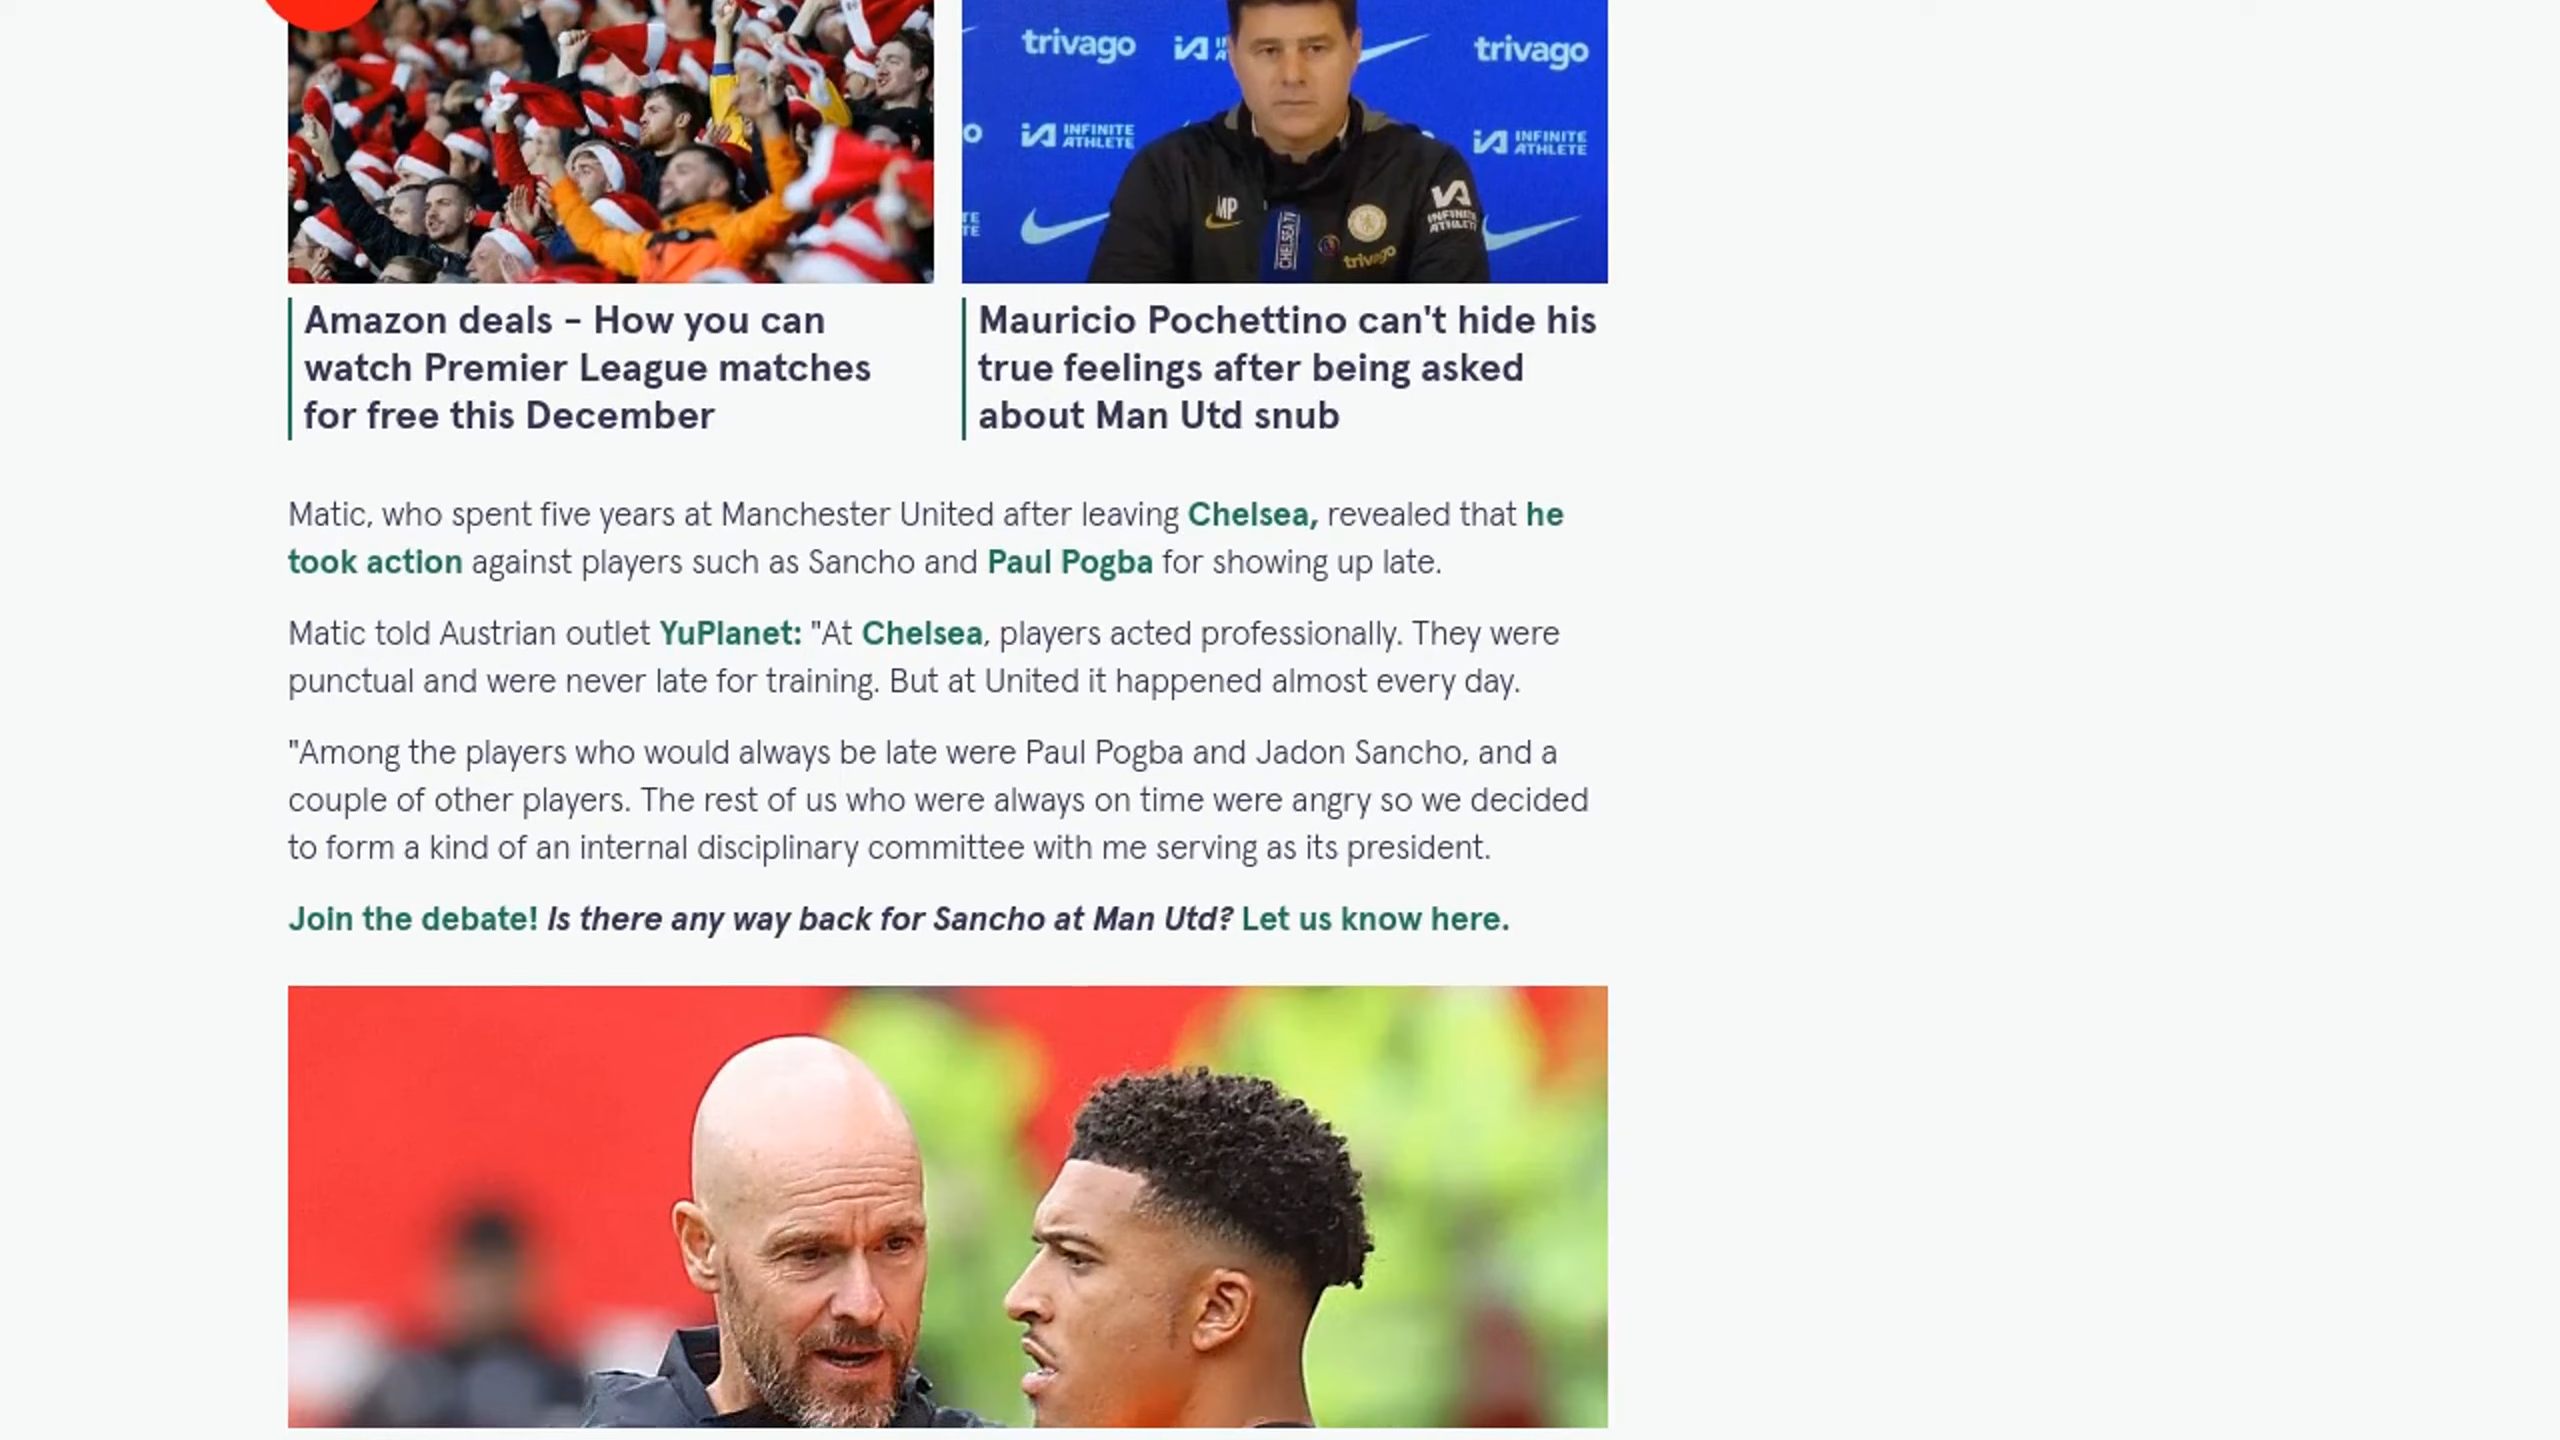 trivago
trivago
INFINITE
ATHLETE
INFINITE
ATHLETE
MP
INFINITE
ATHLETE
CHELSEA TV
trivago
Amazon deals – How you can
watch Premier League matches
for free this December
Mauricio Pochettino can't hide his
true feelings after being asked
about Man Utd snub
Matic, who spent five years at Manchester United after leaving Chelsea, revealed that he
took action against players such as Sancho and Paul Pogba for showing up late.
Matic told Austrian outlet YuPlanet: "At Chelsea, players acted professionally. They were
punctual and were never late for training. But at United it happened almost every day.
"Among the players who would always be late were Paul Pogba and Jadon Sancho, and a
couple of other players. The rest of us who were always on time were angry so we decided
to form a kind of an internal disciplinary committee with me serving as its president.
Join the debate! Is there any way back for Sancho at Man Utd? Let us know here.